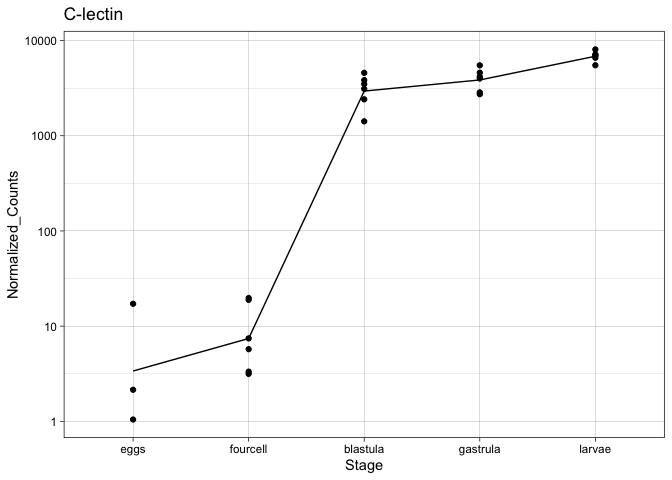 C-lectin
10000
1000
100
10
1
Normalized_Counts
eggs fourcell blastula gastrula larvae
Stage